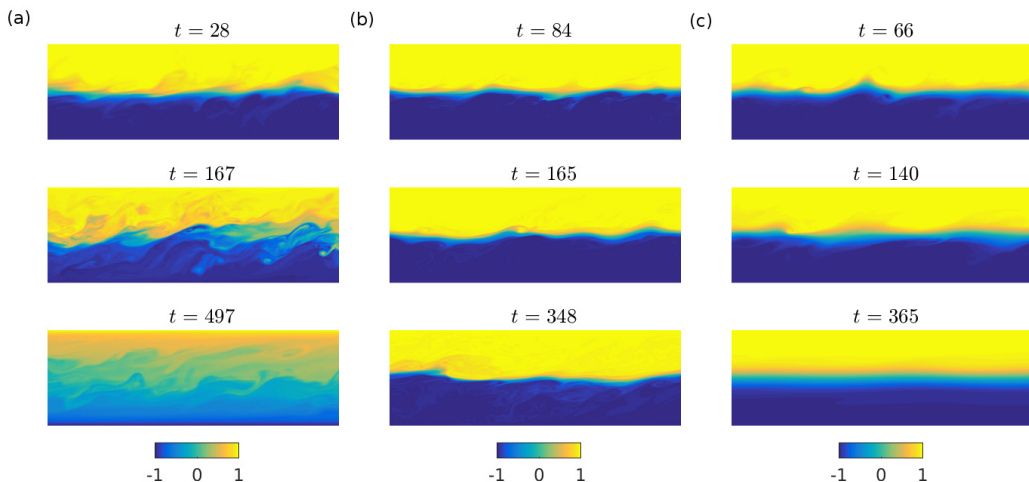 (a)
t = 28
t = 167
t = 497
-1 0 1
(b)
t = 84
t = 165
t = 348
-1 0 1
(c)
t = 66
t = 140
t = 365
-1 0 1